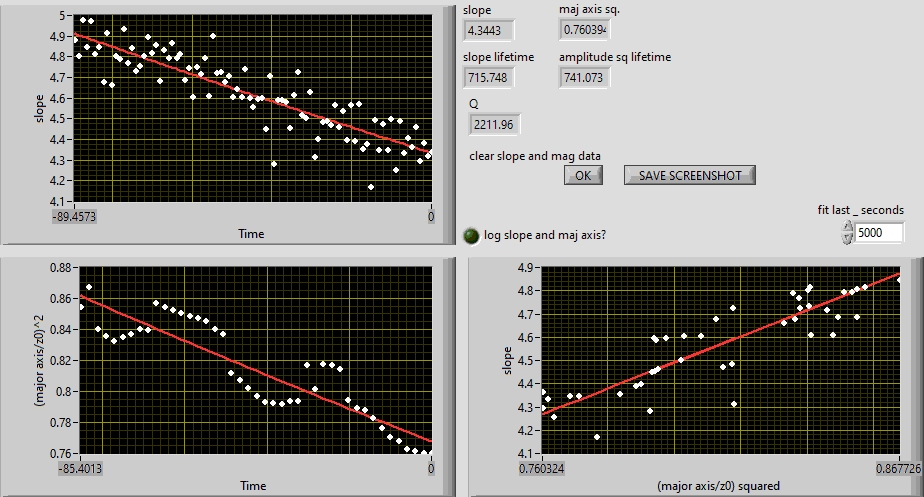 slope
4.3443
maj axis sq.
0.760394
slope lifetime
715.748
amplitude sq lifetime
741.073
Q
2211.96
clear slope and mag data
OK
SAVE SCREENSHOT
fit last _ seconds
5000
log slope and maj axis?
5
4.9
4.8
4.7
4.6
4.5
4.4
4.3
4.2
4.1
slope
-89.4573
0
Time
0.88
0.86
0.84
0.82
0.8
0.78
0.76
(major axis/z0)^2
-85.4013
0
Time
4.9
4.8
4.7
4.6
4.5
4.4
4.3
4.2
4.1
slope
0.760324
0.867726
(major axis/z0) squared